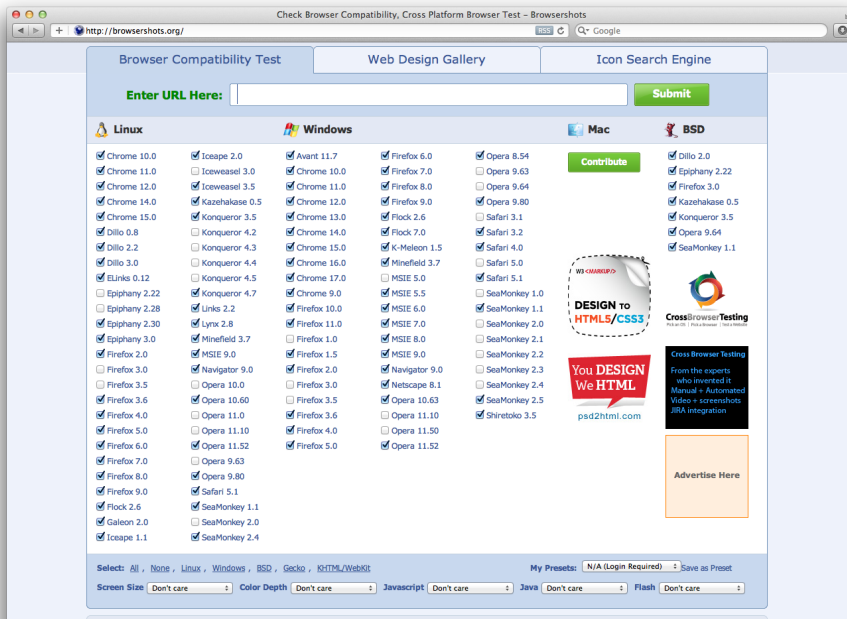 Check Browser Compatibility, Cross Platform Browser Test – Browsershots
http://browsershots.org/
RSS
Google
Browser Compatibility Test
Web Design Gallery
Icon Search Engine
Enter URL Here:
Submit
Linux
Windows
Mac
BSD
Chrome 10.0
Chrome 11.0
Chrome 12.0
Chrome 14.0
Chrome 15.0
Dillo 0.8
Dillo 2.2
Dillo 3.0
ELinks 0.12
Epiphany 2.22
Epiphany 2.28
Epiphany 2.30
Epiphany 3.0
Firefox 2.0
Firefox 3.0
Firefox 3.5
Firefox 3.6
Firefox 4.0
Firefox 5.0
Firefox 6.0
Firefox 7.0
Firefox 8.0
Firefox 9.0
Flock 2.6
Galeon 2.0
Iceape 1.1
Iceape 2.0
Iceweasel 3.0
Iceweasel 3.5
Kazehakase 0.5
Konqueror 3.5
Konqueror 4.2
Konqueror 4.3
Konqueror 4.4
Konqueror 4.5
Konqueror 4.7
Links 2.2
Lynx 2.8
Minefield 3.7
MSIE 9.0
Navigator 9.0
Opera 10.0
Opera 10.60
Opera 11.0
Opera 11.10
Opera 11.52
Opera 9.63
Opera 9.80
Safari 5.1
SeaMonkey 1.1
SeaMonkey 2.0
SeaMonkey 2.4
Avant 11.7
Chrome 10.0
Chrome 11.0
Chrome 12.0
Chrome 13.0
Chrome 14.0
Chrome 15.0
Chrome 16.0
Chrome 17.0
Chrome 9.0
Firefox 10.0
Firefox 11.0
Firefox 1.0
Firefox 1.5
Firefox 2.0
Firefox 3.0
Firefox 3.5
Firefox 3.6
Firefox 4.0
Firefox 5.0
Firefox 6.0
Firefox 7.0
Firefox 8.0
Firefox 9.0
Flock 2.6
Flock 7.0
K-Meleon 1.5
Minefield 3.7
MSIE 5.0
MSIE 5.5
MSIE 6.0
MSIE 7.0
MSIE 8.0
MSIE 9.0
Navigator 9.0
Netscape 8.1
Opera 10.63
Opera 11.10
Opera 11.50
Opera 11.52
Opera 8.54
Opera 9.63
Opera 9.64
Opera 9.80
Safari 3.1
Safari 3.2
Safari 4.0
Safari 5.0
Safari 5.1
SeaMonkey 1.0
SeaMonkey 1.1
SeaMonkey 2.0
SeaMonkey 2.1
SeaMonkey 2.2
SeaMonkey 2.3
SeaMonkey 2.4
SeaMonkey 2.5
Shiretoko 3.5
Contribute
W3 <MARKUP/>
DESIGN TO
HTML5/CSS3
You DESIGN
We HTML
psd2html.com
Dillo 2.0
Epiphany 2.22
Firefox 3.0
Kazehakase 0.5
Konqueror 3.5
Opera 9.64
SeaMonkey 1.1
CrossBrowserTesting
Pick an OS | Pick a Browser | Test a Website
Cross Browser Testing
From the experts
who invented it
Manual + Automated
Video + screenshots
JIRA integration
Advertise Here
Select: All , None , Linux , Windows , BSD , Gecko , KHTML/WebKit
My Presets: N/A (Login Required) Save as Preset
Screen Size Don't care Color Depth Don't care Javascript Don't care Java Don't care Flash Don't care